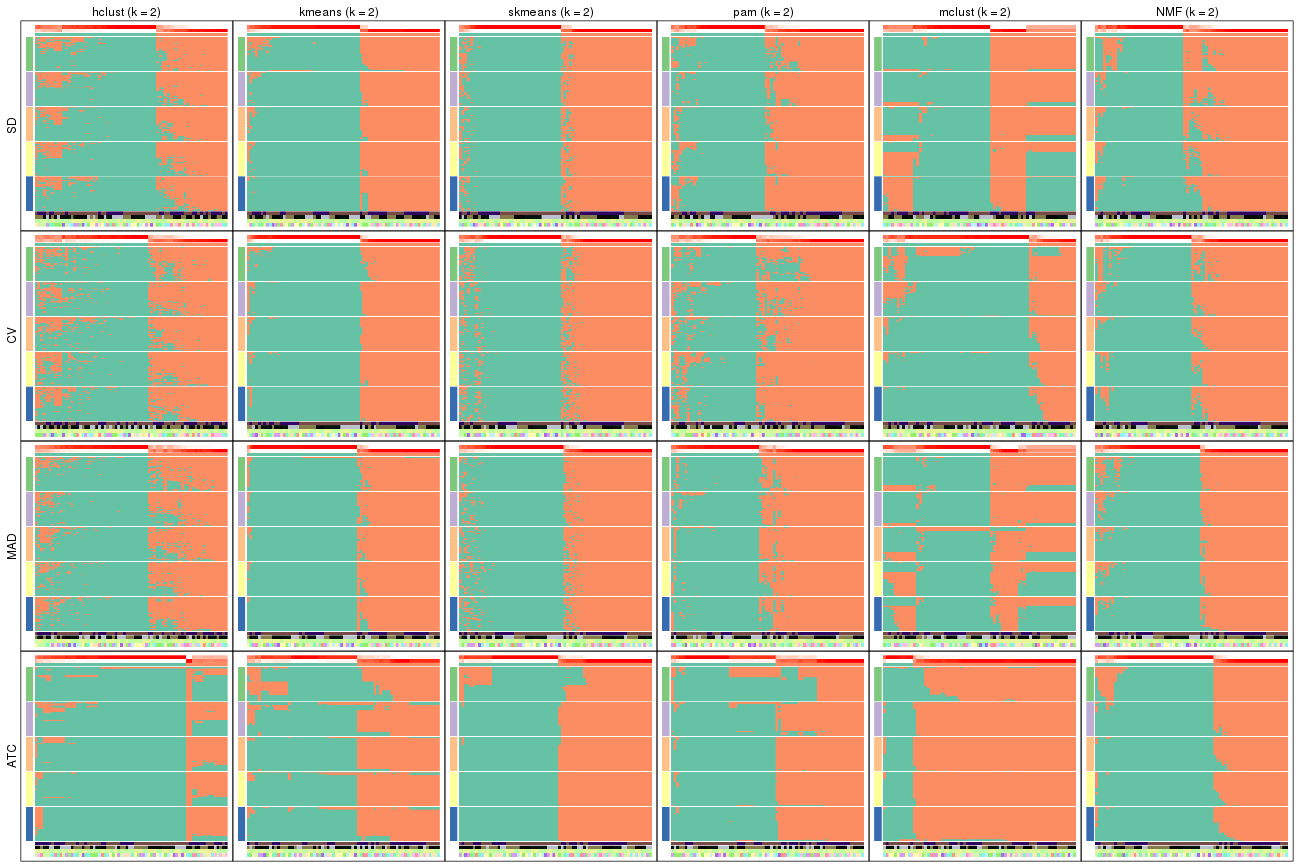 hclust (k = 2) kmeans (k = 2) skmeans (k = 2) pam (k = 2) mclust (k = 2) NMF (k = 2)
SD
CV
MAD
ATC